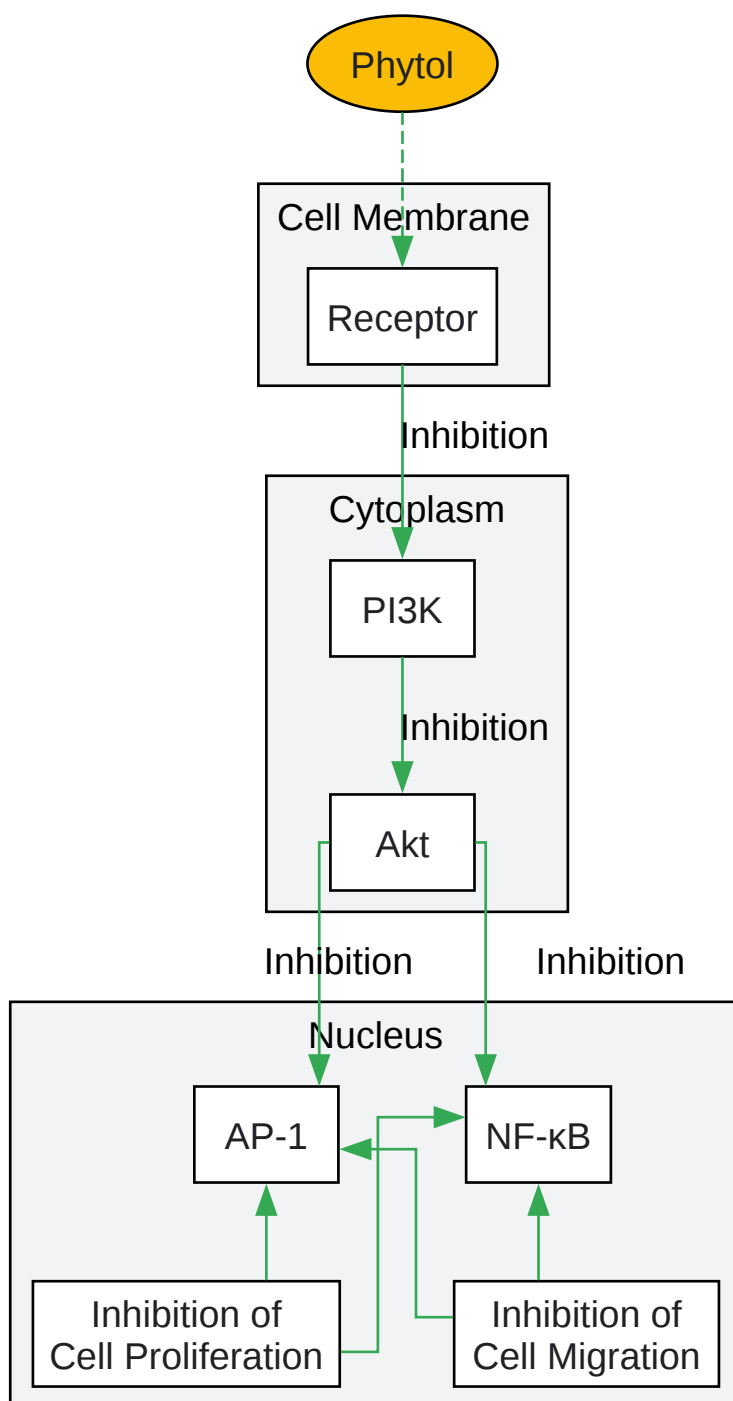 Phytol
Cell Membrane
Receptor
Inhibition
Cytoplasm
PI3K
Inhibition
Akt
Inhibition
Inhibition
Nucleus
AP-1
NF-κB
Inhibition of
Cell Proliferation
Inhibition of
Cell Migration